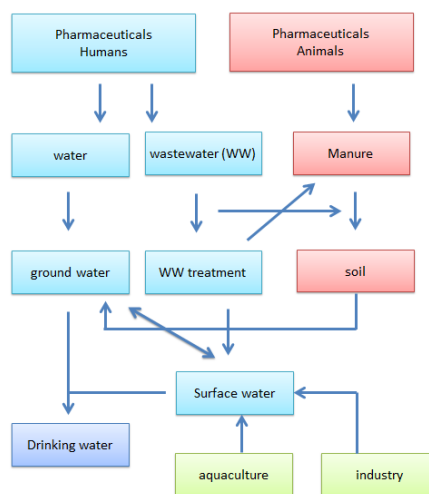 Pharmaceuticals
Humans
Pharmaceuticals
Animals
water
wastewater (WW)
Manure
ground water
WW treatment
soil
Surface water
Drinking water
aquaculture
industry